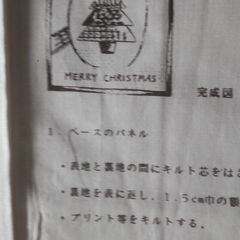 MERRY CHRISTMAS
完成図
1. ベースのパネル
・表地と裏地の間にキルト芯をはさ
・裏地を表に返し、1.5cm巾の額
・プリント等をキルトする。